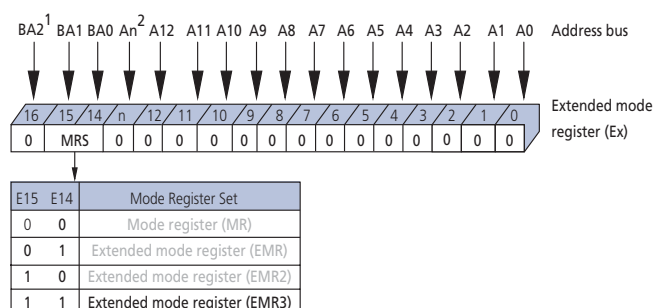 BA2¹ BA1 BA0 An² A12 A11 A10 A9 A8 A7 A6 A5 A4 A3 A2 A1 A0 Address bus
16 15 14 n 12 11 10 9 8 7 6 5 4 3 2 1 0 Extended mode
register (Ex)
0 MRS 0 0 0 0 0 0 0 0 0 0 0 0 0 0
E15 E14 Mode Register Set
0 0 Mode register (MR)
0 1 Extended mode register (EMR)
1 0 Extended mode register (EMR2)
1 1 Extended mode register (EMR3)